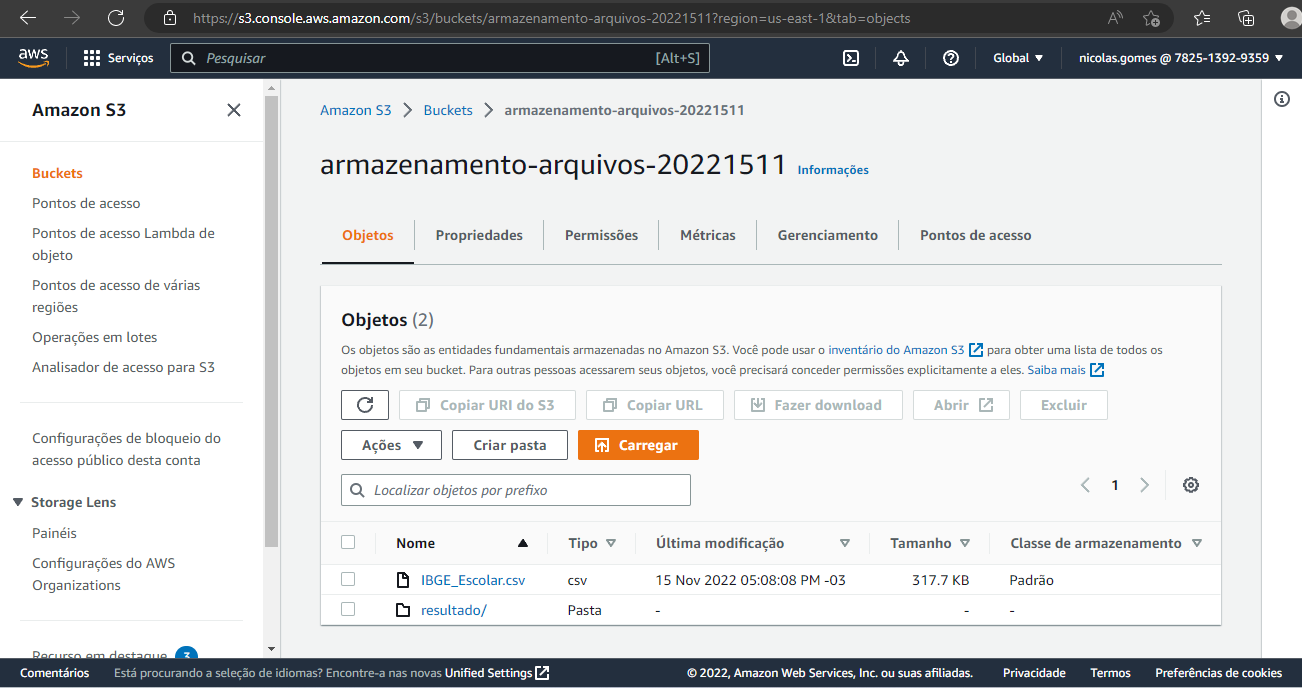 https://s3.console.aws.amazon.com/s3/buckets/armazenamento-arquivos-20221511?region=us-east-1&tab=objects
aws Serviços Pesquisar [Alt+S] Global nicolas.gomes @ 7825-1392-9359
Amazon S3
Buckets
Pontos de acesso
Pontos de acesso Lambda de
objeto
Pontos de acesso de várias
regiões
Operações em lotes
Analisador de acesso para S3
Configurações de bloqueio do
acesso público desta conta
Storage Lens
Painéis
Configurações do AWS
Organizations
Recurso em destaque 3
Amazon S3 Buckets armazenamento-arquivos-20221511
armazenamento-arquivos-20221511 Informações
Objetos Propriedades Permissões Métricas Gerenciamento Pontos de acesso
Objetos (2)
Os objetos são as entidades fundamentais armazenadas no Amazon S3. Você pode usar o inventário do Amazon S3 para obter uma lista de todos os
objetos em seu bucket. Para outras pessoas acessarem seus objetos, você precisará conceder permissões explicitamente a eles. Saiba mais
Copiar URI do S3 Copiar URL Fazer download Abrir Excluir
Ações Criar pasta Carregar
Localizar objetos por prefixo 1
Nome Tipo Última modificação Tamanho Classe de armazenamento
IBGE_Escolar.csv csv 15 Nov 2022 05:08:08 PM -03 317.7 KB Padrão
resultado/ Pasta - - -
Comentários Está procurando a seleção de idiomas? Encontre-a nas novas Unified Settings © 2022, Amazon Web Services, Inc. ou suas afiliadas. Privacidade Termos Preferências de cookies